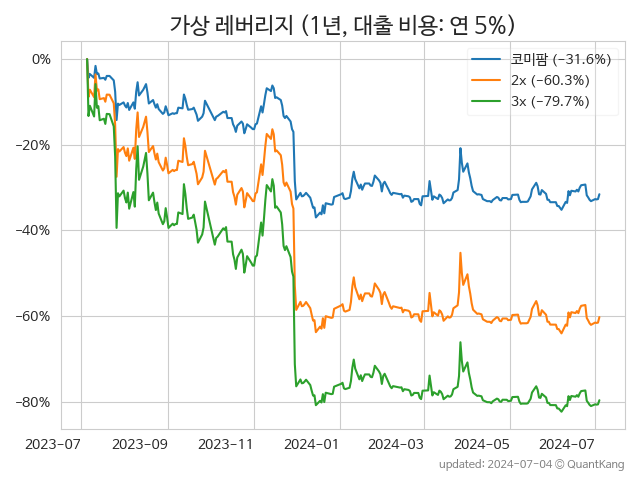 가상 레버리지 (1년, 대출 비용: 연 5%)
코미팜 (−31.6%)
2x (−60.3%)
3x (−79.7%)
0%
−20%
−40%
−60%
−80%
2023-07
2023-09
2023-11
2024-01
2024-03
2024-05
2024-07
updated: 2024-07-04 © QuantKang